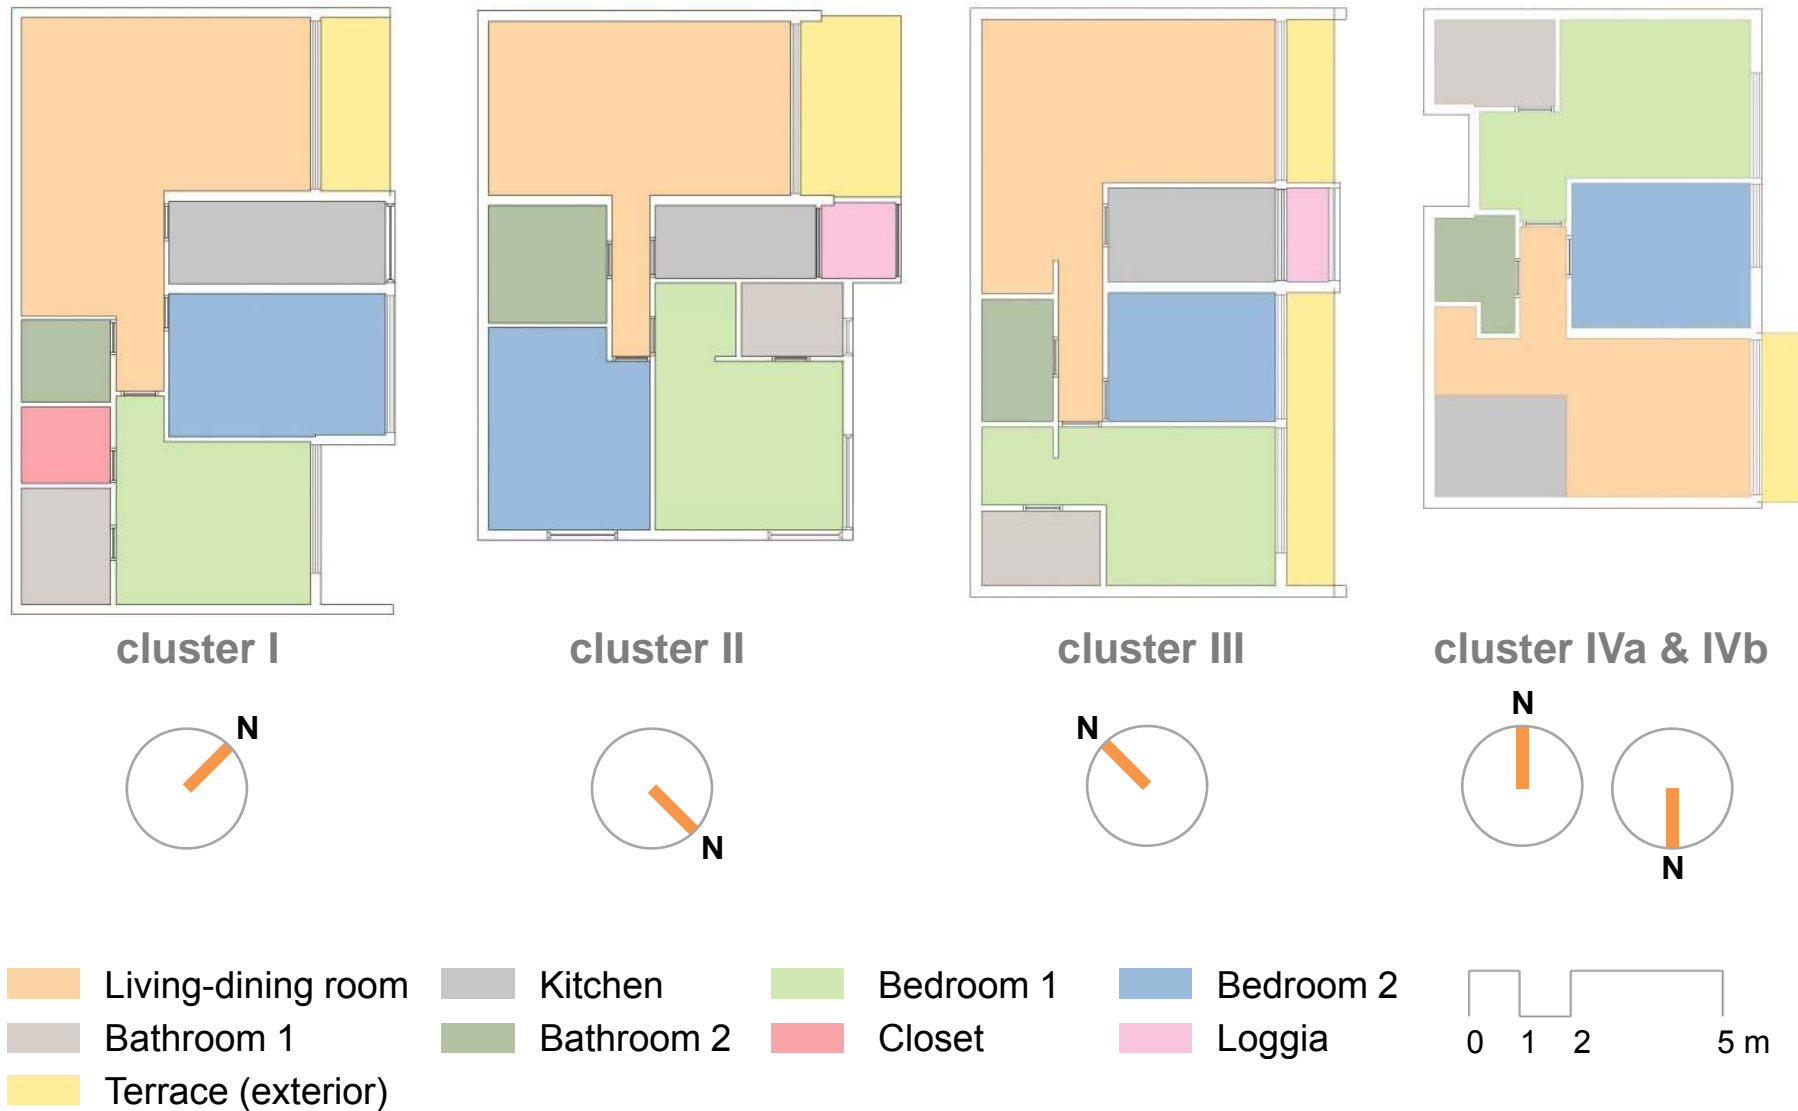 cluster I
cluster II
cluster III
cluster IVa & IVb
N
N
N
N
N
Living-dining room
Kitchen
Bedroom 1
Bedroom 2
Bathroom 1
Bathroom 2
Closet
Loggia
Terrace (exterior)
0 1 2 5 m